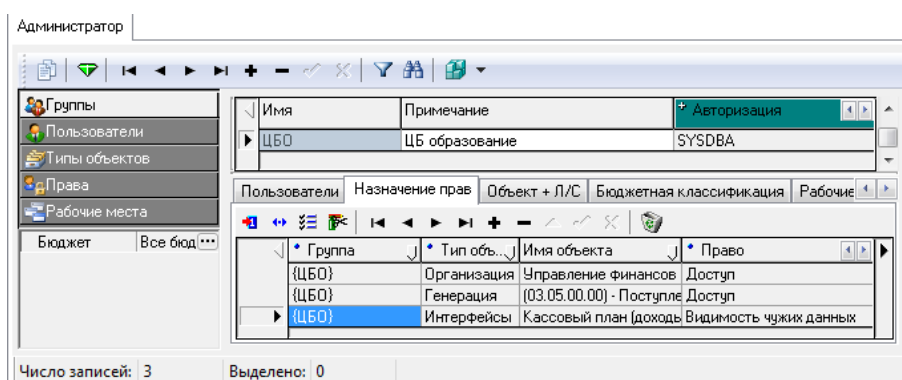 Администратор
Группы
Пользователи
Типы объектов
Права
Рабочие места
Бюджет Все бюд
Имя Примечание Авторизация
ЦБО ЦБ образование SYSDBA
Пользователи Назначение прав Объект + Л/С Бюджетная классификация Рабочие
Группа Тип объ... Имя объекта Право
{ЦБО} Организация Управление финансов Доступ
{ЦБО} Генерация (03.05.00.00) - Поступле Доступ
{ЦБО} Интерфейсы Кассовый план (доходь Видимость чужих данных
Число записей: 3 Выделено: 0